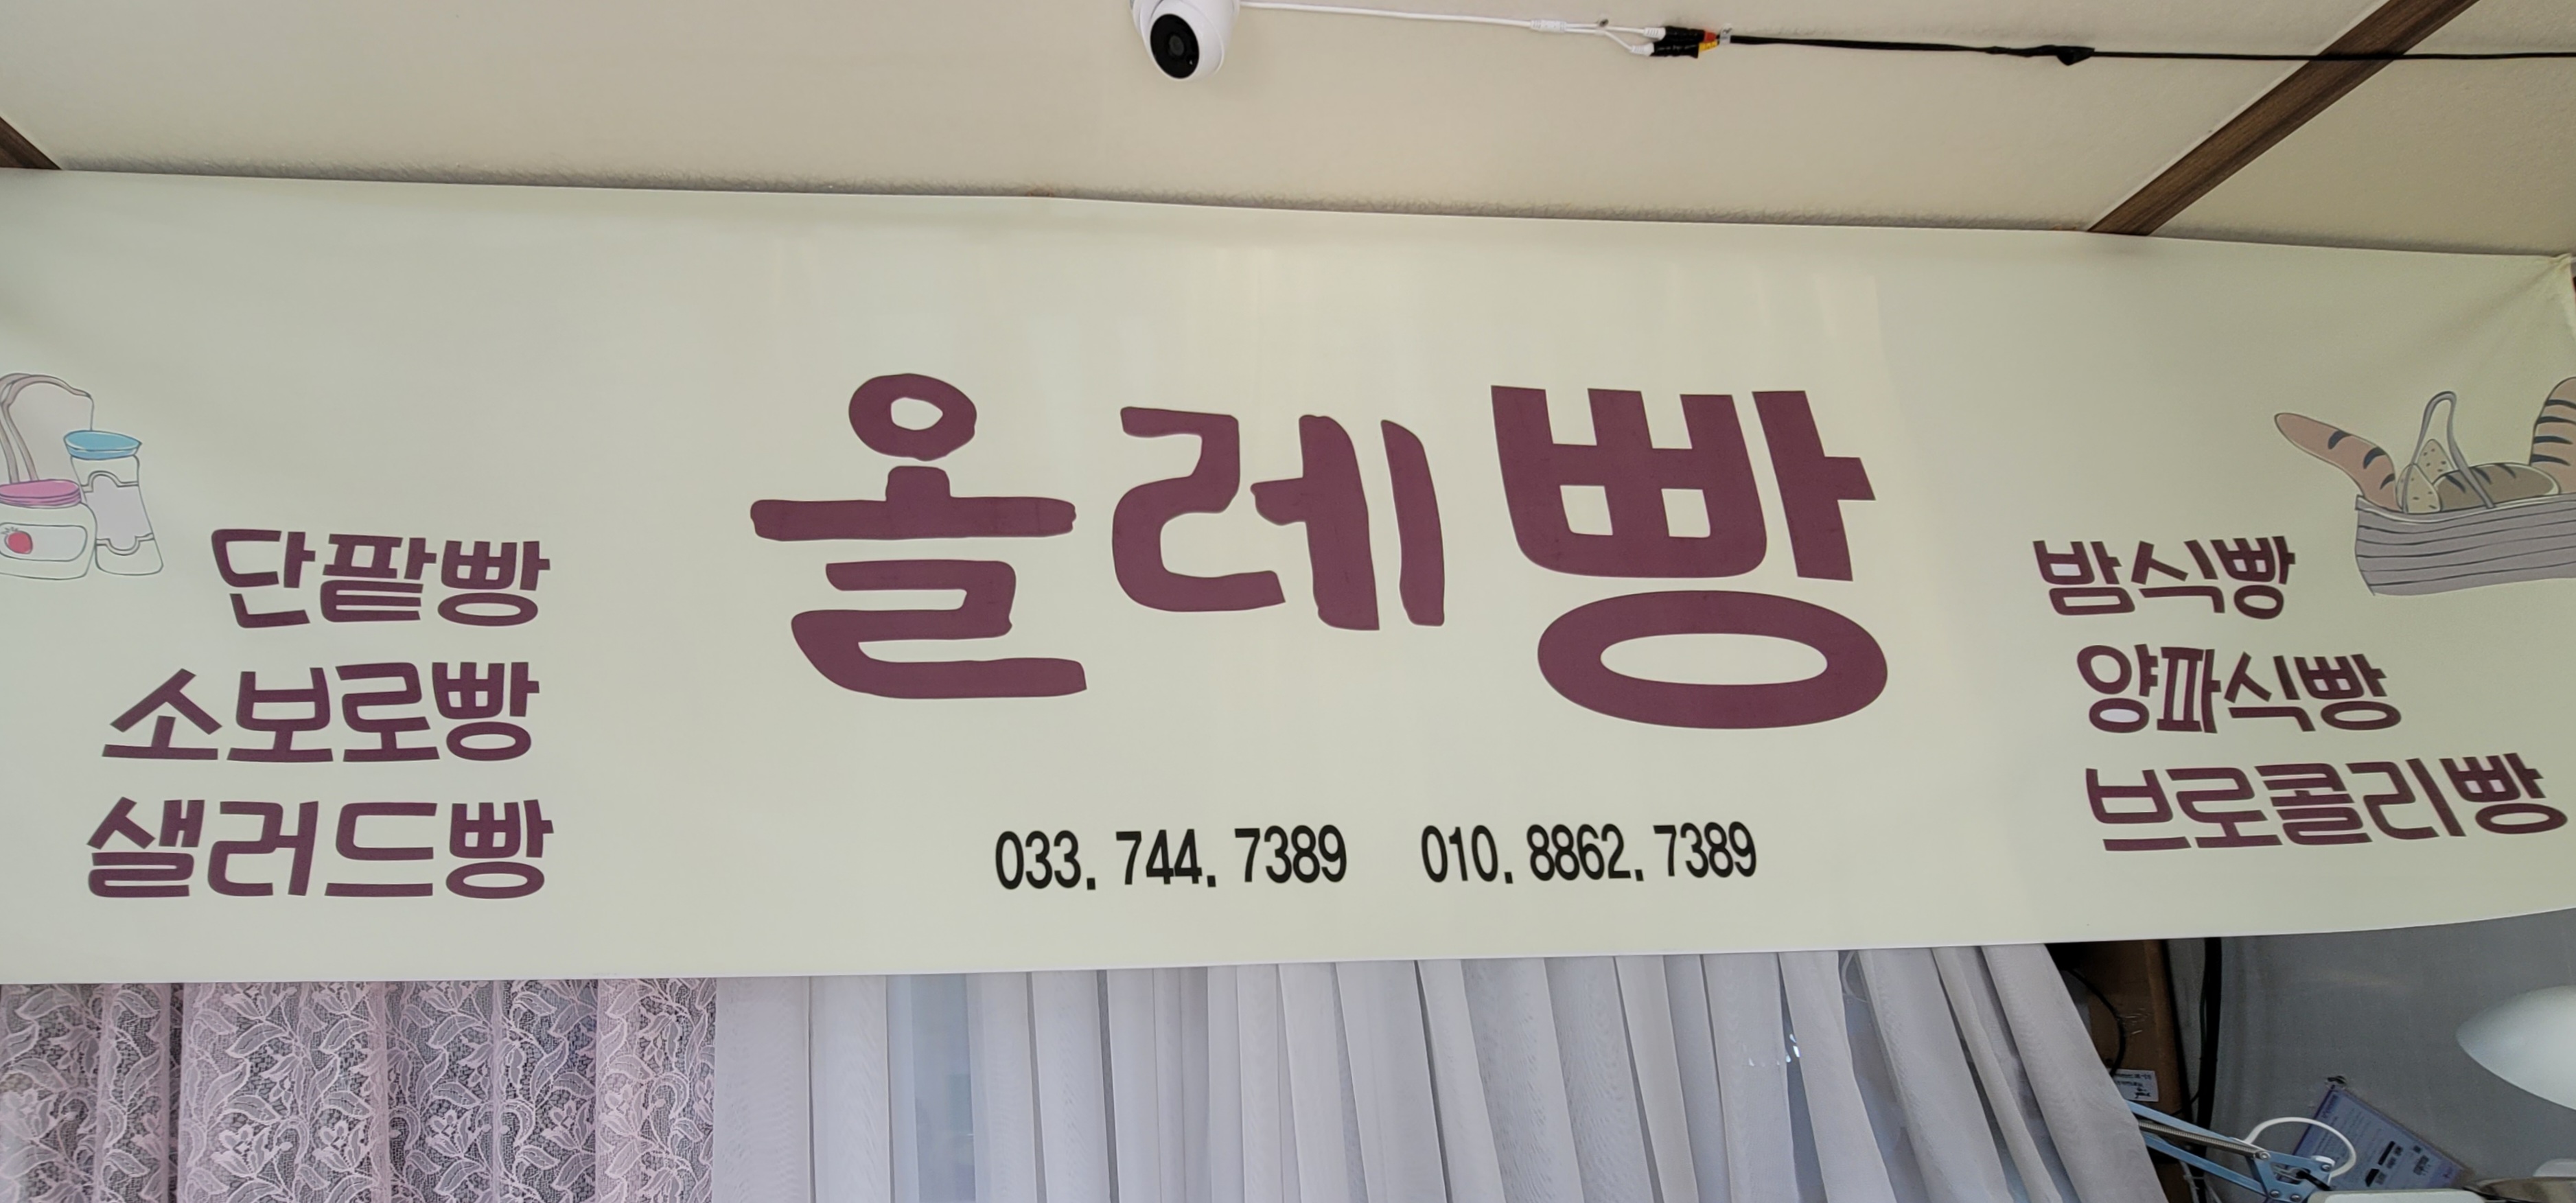 올레빵
단팥빵
소보로빵
샐러드빵
밤식빵
양파식빵
브로콜리빵
033. 744. 7389 010. 8862. 7389